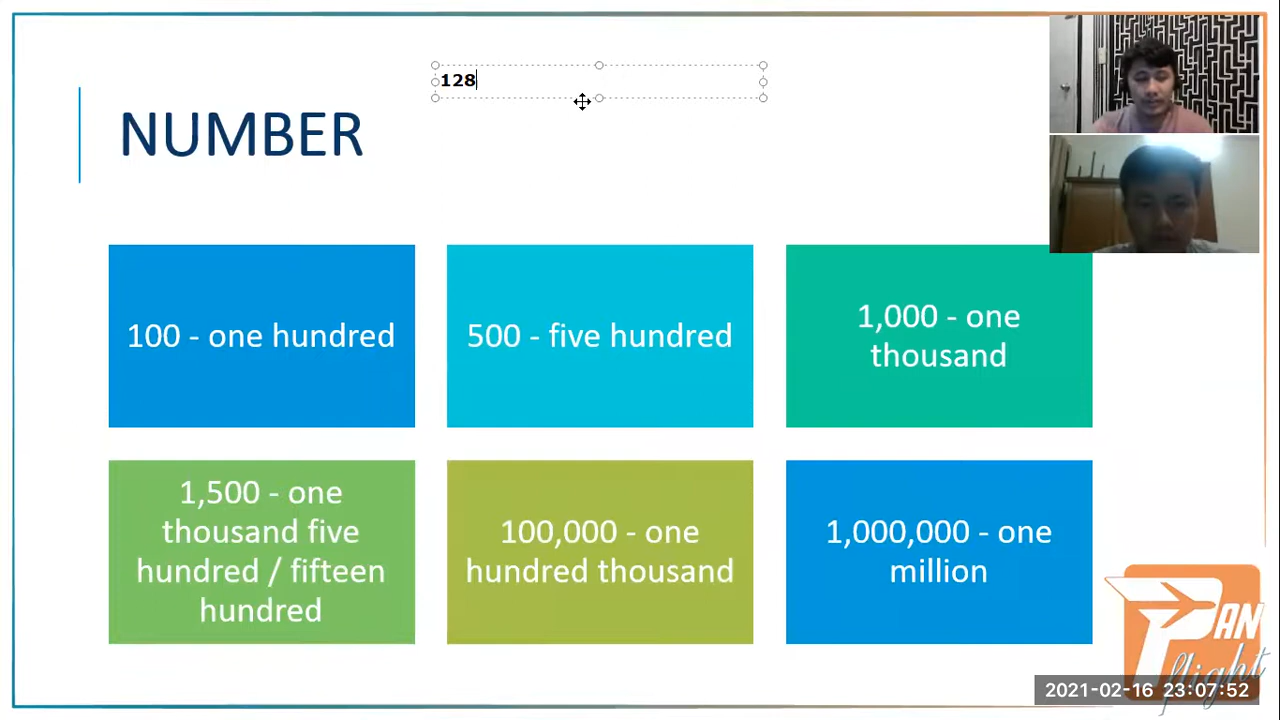 128
NUMBER
100 - one hundred
500 - five hundred
1,000 - one
thousand
1,500 - one
thousand five
hundred / fifteen
hundred
100,000 - one
hundred thousand
1,000,000 - one
million
PAN
flight
2021-02-16 23:07:52